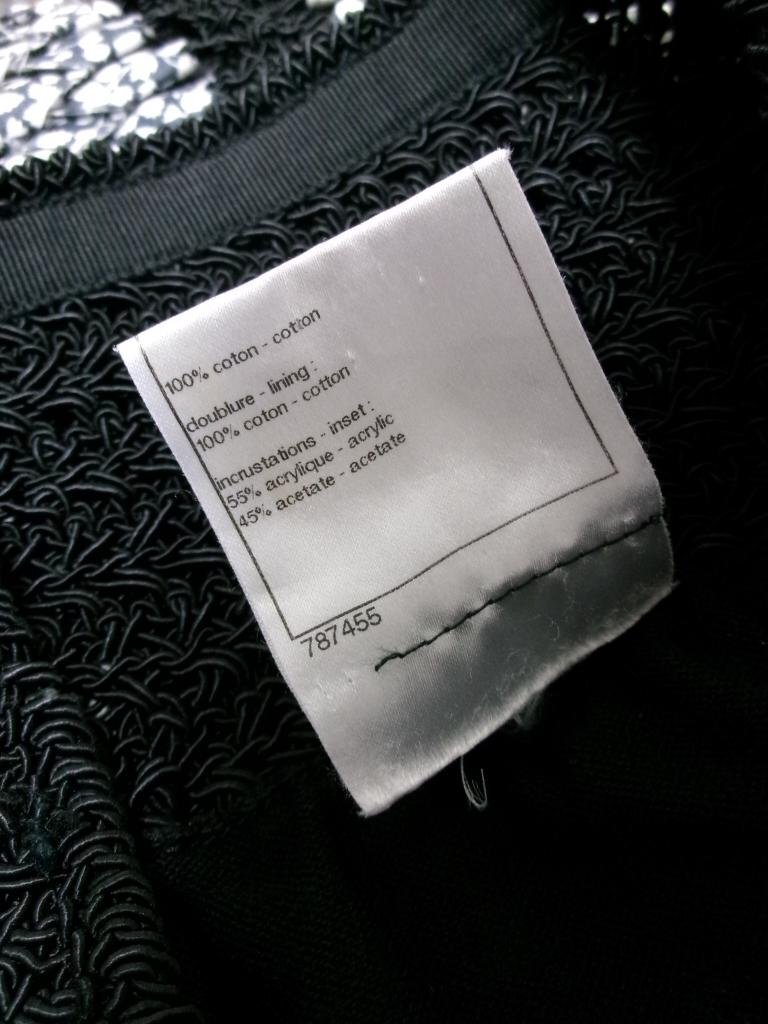 100% coton - cotton
doublure - lining :
100% coton - cotton
incrustations - inset :
55% acrylique - acrylic
45% acetate - acetate
787455